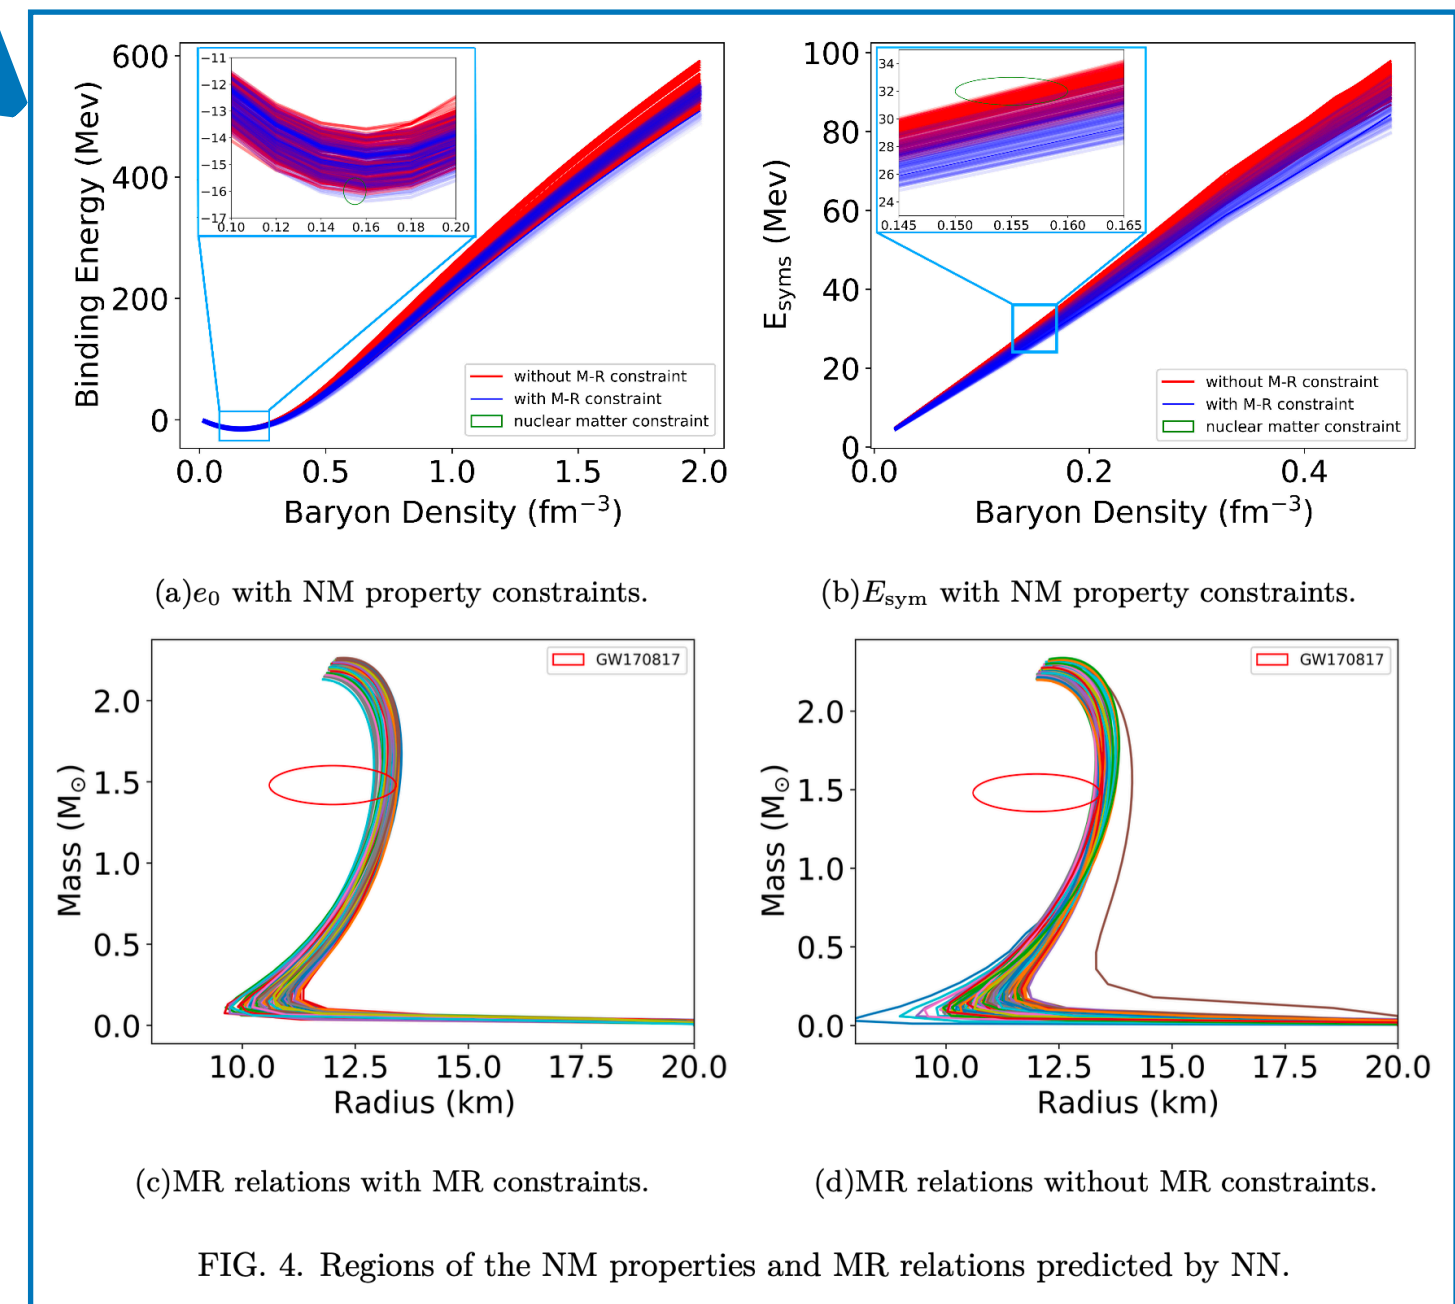 600
400
200
0
Binding Energy (Mev)
−11
−12
−13
−14
−15
−16
−17
0.10 0.12 0.14 0.16 0.18 0.20
without M-R constraint
with M-R constraint
nuclear matter constraint
0.0 0.5 1.0 1.5 2.0
Baryon Density (fm⁻³)
(a)e₀ with NM property constraints.
100
80
60
40
20
0
Eₛᵧₘₛ (Mev)
34
32
30
28
26
24
0.145 0.150 0.155 0.160 0.165
without M-R constraint
with M-R constraint
nuclear matter constraint
0.0 0.2 0.4
Baryon Density (fm⁻³)
(b)E_sym with NM property constraints.
GW170817
2.0
1.5
1.0
0.5
0.0
Mass (M⊙)
10.0 12.5 15.0 17.5 20.0
Radius (km)
(c)MR relations with MR constraints.
GW170817
2.0
1.5
1.0
0.5
0.0
Mass (M⊙)
10.0 12.5 15.0 17.5 20.0
Radius (km)
(d)MR relations without MR constraints.
FIG. 4. Regions of the NM properties and MR relations predicted by NN.